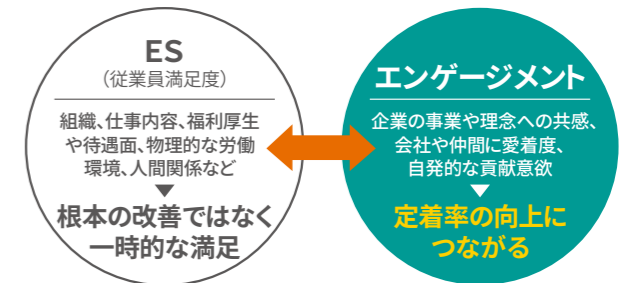 ES
（従業員満足度）
組織、仕事内容、福利厚生
や待遇面、物理的な労働
環境、人間関係など
根本の改善ではなく
一時的な満足
エンゲージメント
企業の事業や理念への共感、
会社や仲間に愛着度、
自発的な貢献意欲
定着率の向上に
つながる